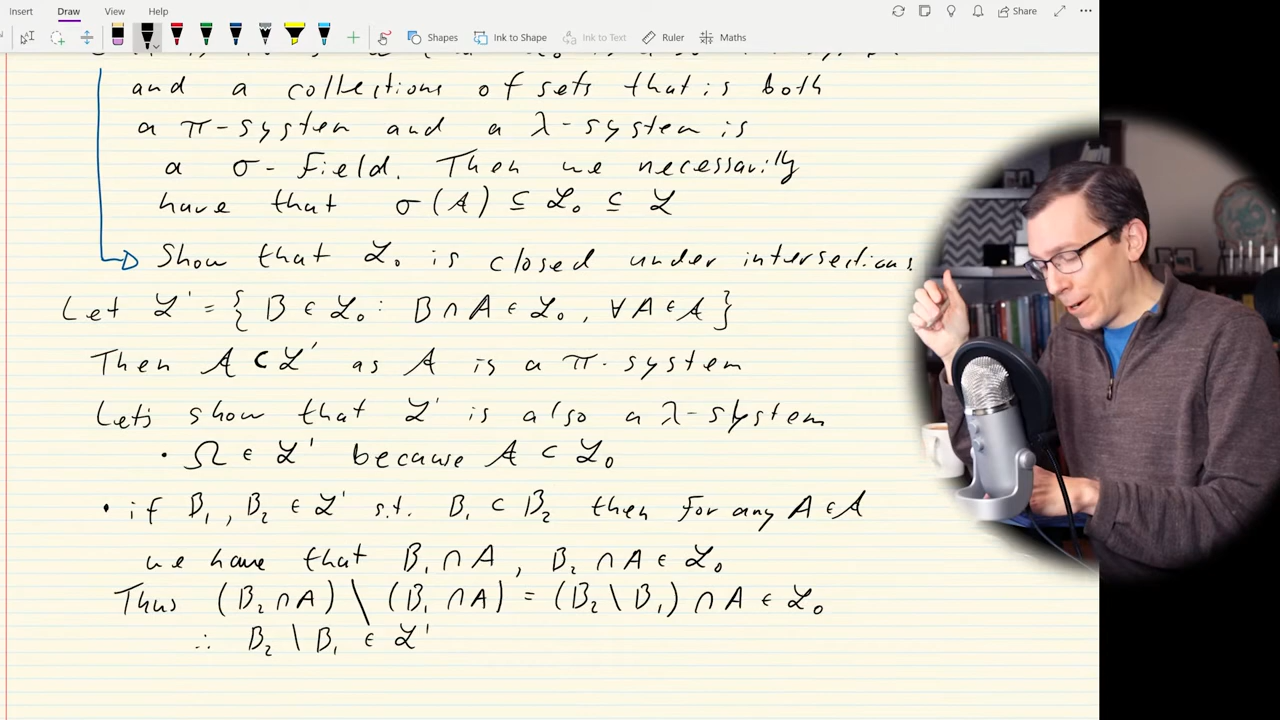 Insert Draw View Help Share
Shapes Ink to Shape Ink to Text Ruler Maths
and a collections of sets that is both
a π-system and a λ-system is
a σ-field. Then we necessarily
have that σ(A) ⊆ ℒ₀ ⊆ ℒ
Show that ℒ₀ is closed under intersections.
Let ℒ' = { B ∈ ℒ₀ : B ∩ A ∈ ℒ₀, ∀ A ∈ 𝒜 }
Then 𝒜 ⊂ ℒ' as 𝒜 is a π-system
Let's show that ℒ' is also a λ-system
• Ω ∈ ℒ' because 𝒜 ⊂ ℒ₀
• if B₁, B₂ ∈ ℒ' s.t. B₁ ⊂ B₂ then for any A ∈ 𝒜
we have that B₁ ∩ A, B₂ ∩ A ∈ ℒ₀
Thus (B₂ ∩ A) \ (B₁ ∩ A) = (B₂ \ B₁) ∩ A ∈ ℒ₀
∴ B₂ \ B₁ ∈ ℒ'